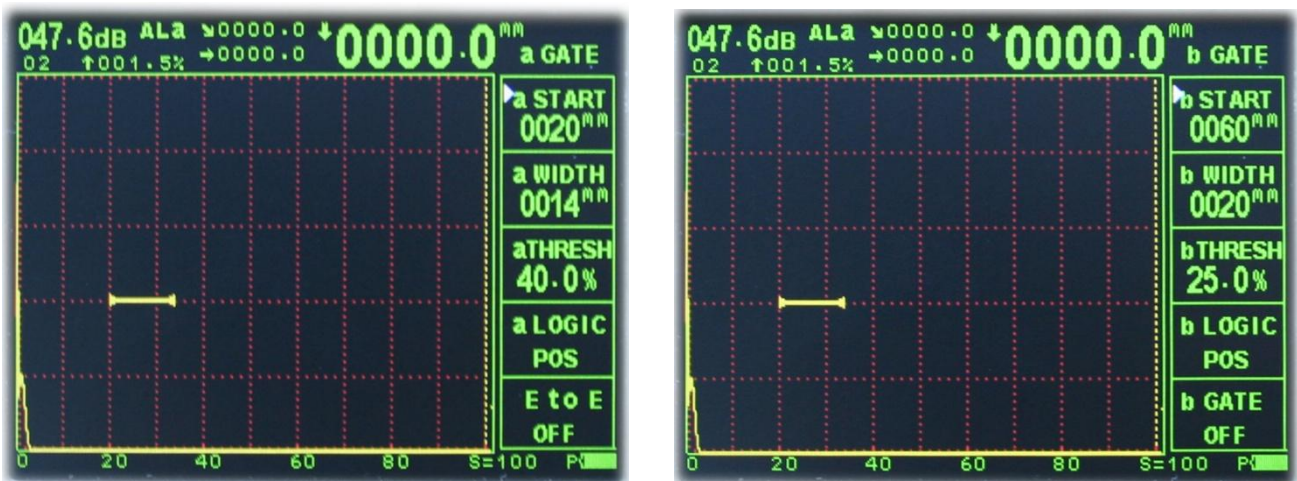 047.6dB ALa ↘0000.0 ↓0000.0mm a GATE
02 ↑001.5% →0000.0
a START
0020mm
a WIDTH
0014mm
aTHRESH
40.0%
a LOGIC
POS
E to E
OFF
0 20 40 60 80 S=100 P
047.6dB ALa ↘0000.0 ↓0000.0mm b GATE
02 ↑001.5% →0000.0
b START
0060mm
b WIDTH
0020mm
bTHRESH
25.0%
b LOGIC
POS
b GATE
OFF
0 20 40 60 80 S=100 P